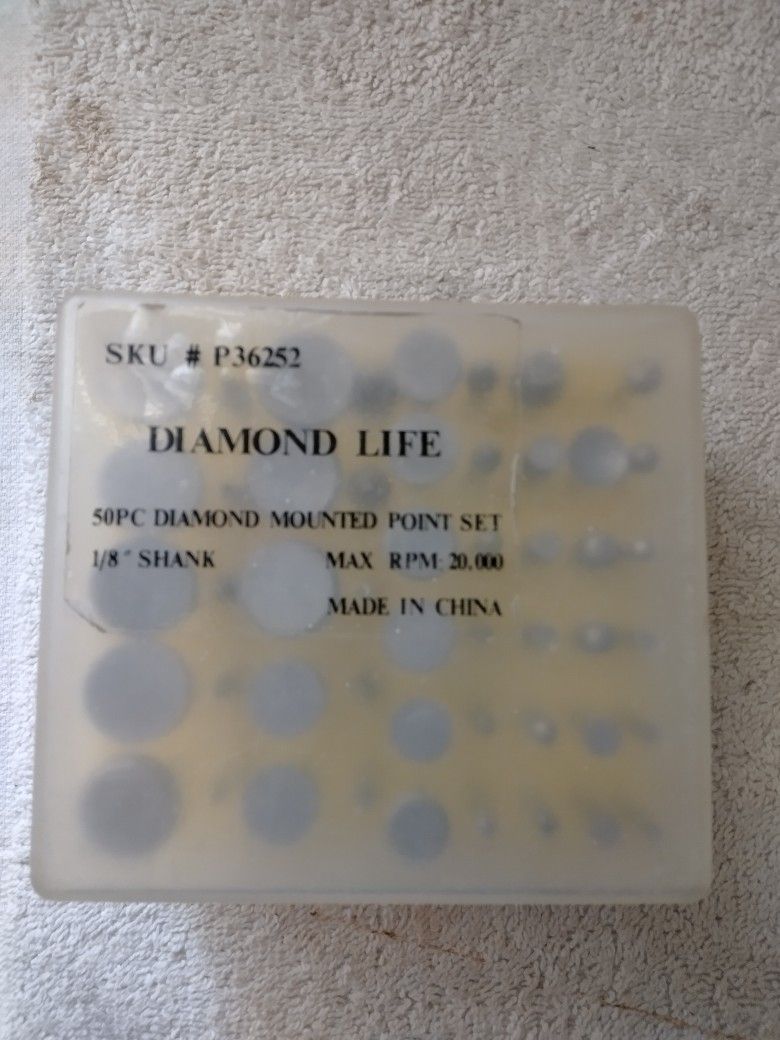 SKU # P36252
DIAMOND LIFE
50PC DIAMOND MOUNTED POINT SET
1/8" SHANK MAX RPM: 20.000
MADE IN CHINA